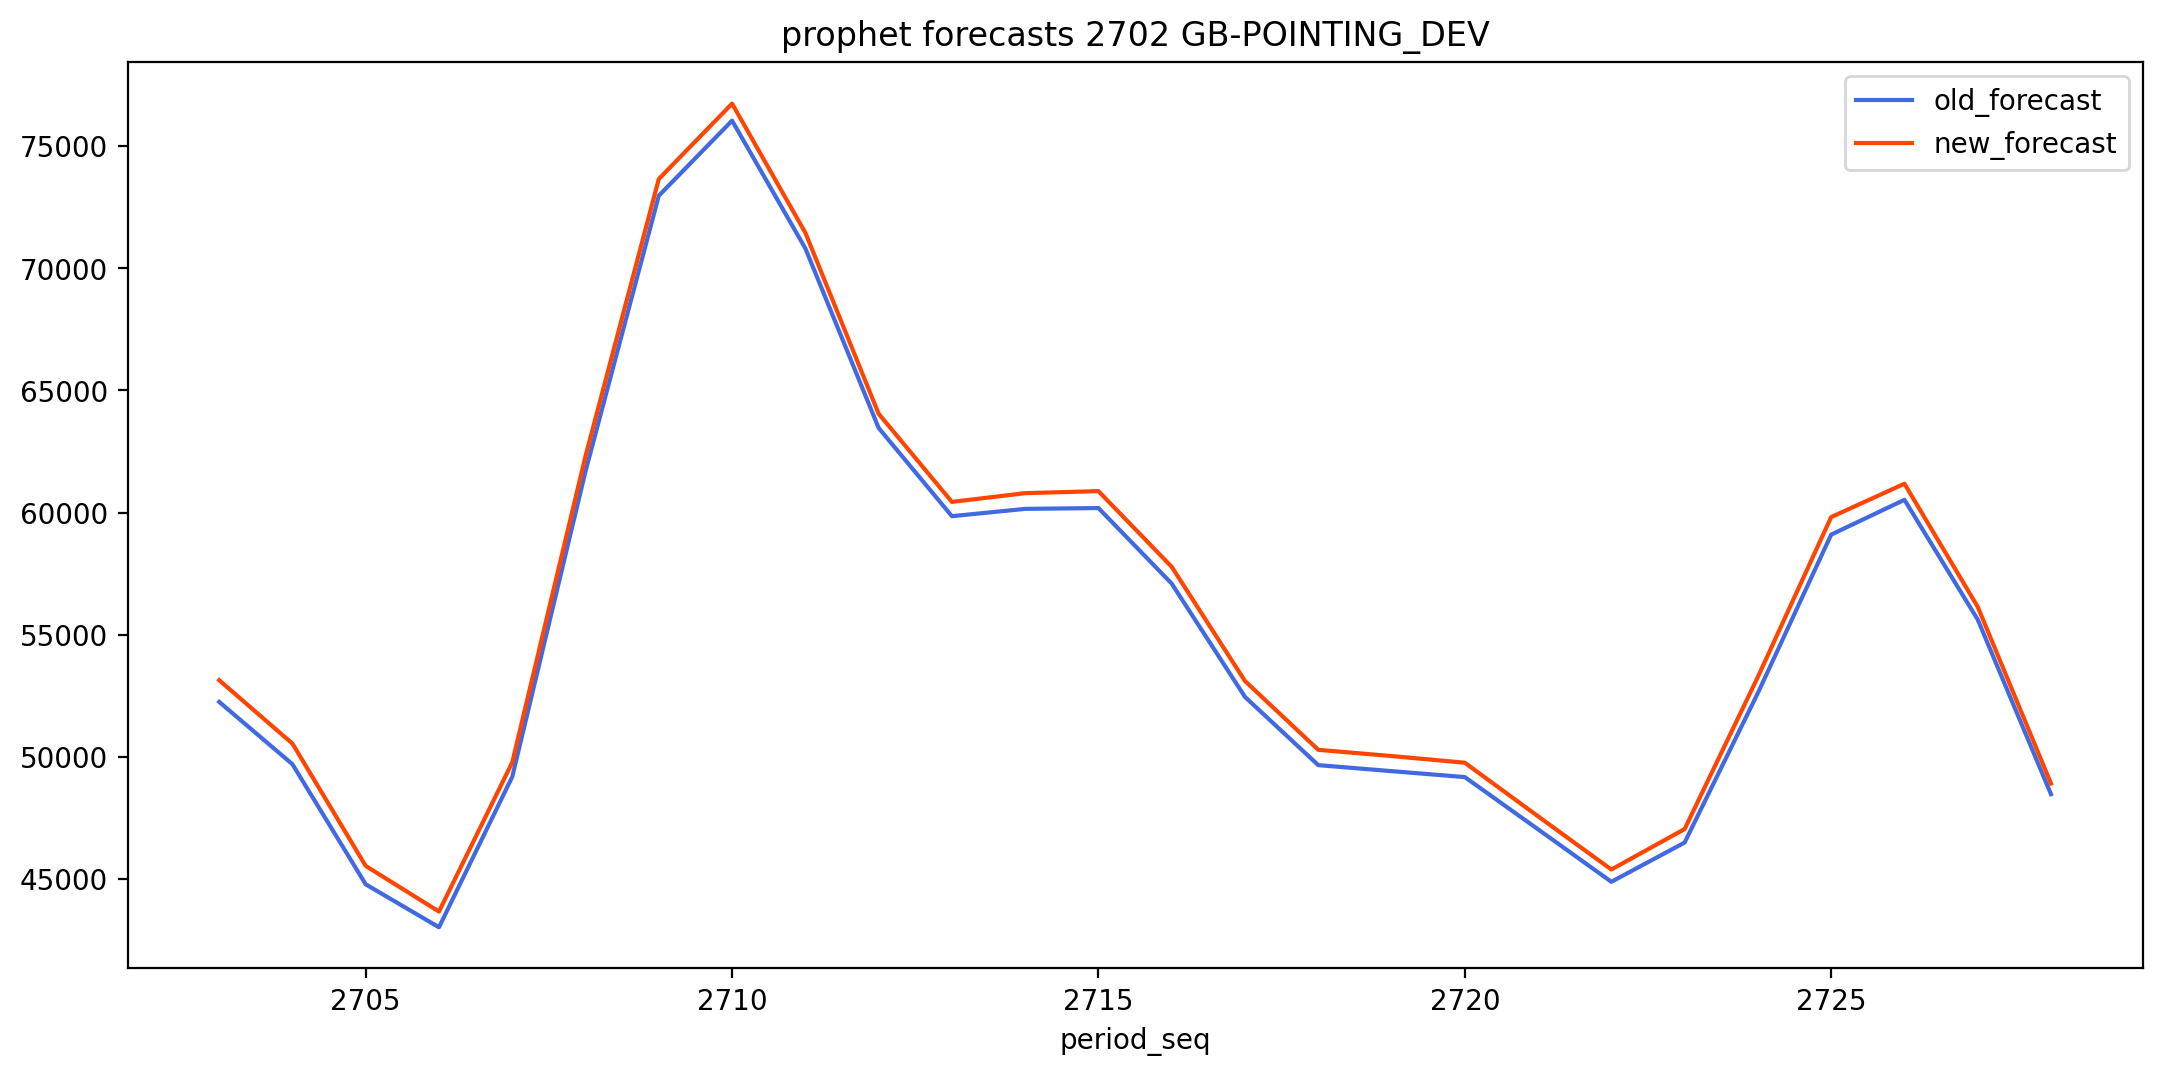 prophet forecasts 2702 GB-POINTING_DEV
old_forecast
new_forecast
75000
70000
65000
60000
55000
50000
45000
2705 2710 2715 2720 2725
period_seq